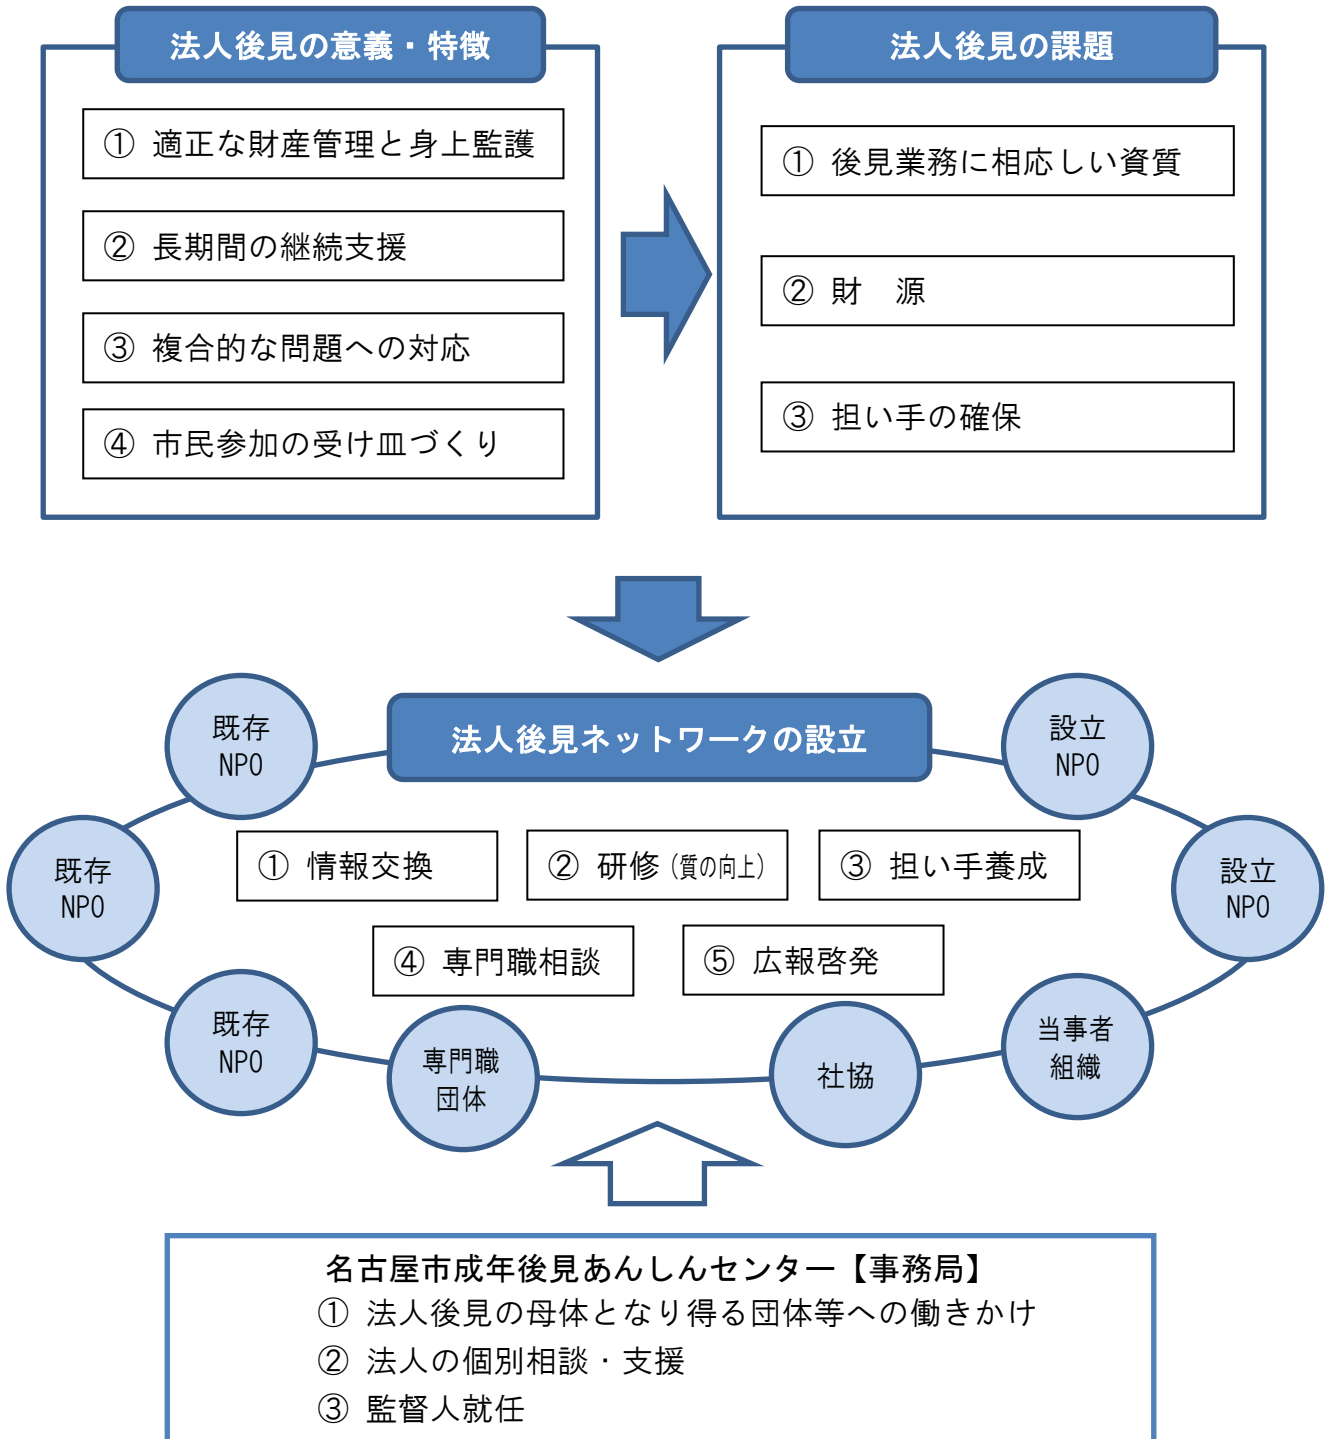 法人後見の意義・特徴
① 適正な財産管理と身上監護
② 長期間の継続支援
③ 複合的な問題への対応
④ 市民参加の受け皿づくり
法人後見の課題
① 後見業務に相応しい資質
② 財　源
③ 担い手の確保
法人後見ネットワークの設立
既存
NPO
設立
NPO
既存
NPO
設立
NPO
① 情報交換
② 研修（質の向上）
③ 担い手養成
④ 専門職相談
⑤ 広報啓発
既存
NPO
専門職
団体
社協
当事者
組織
名古屋市成年後見あんしんセンター【事務局】
① 法人後見の母体となり得る団体等への働きかけ
② 法人の個別相談・支援
③ 監督人就任